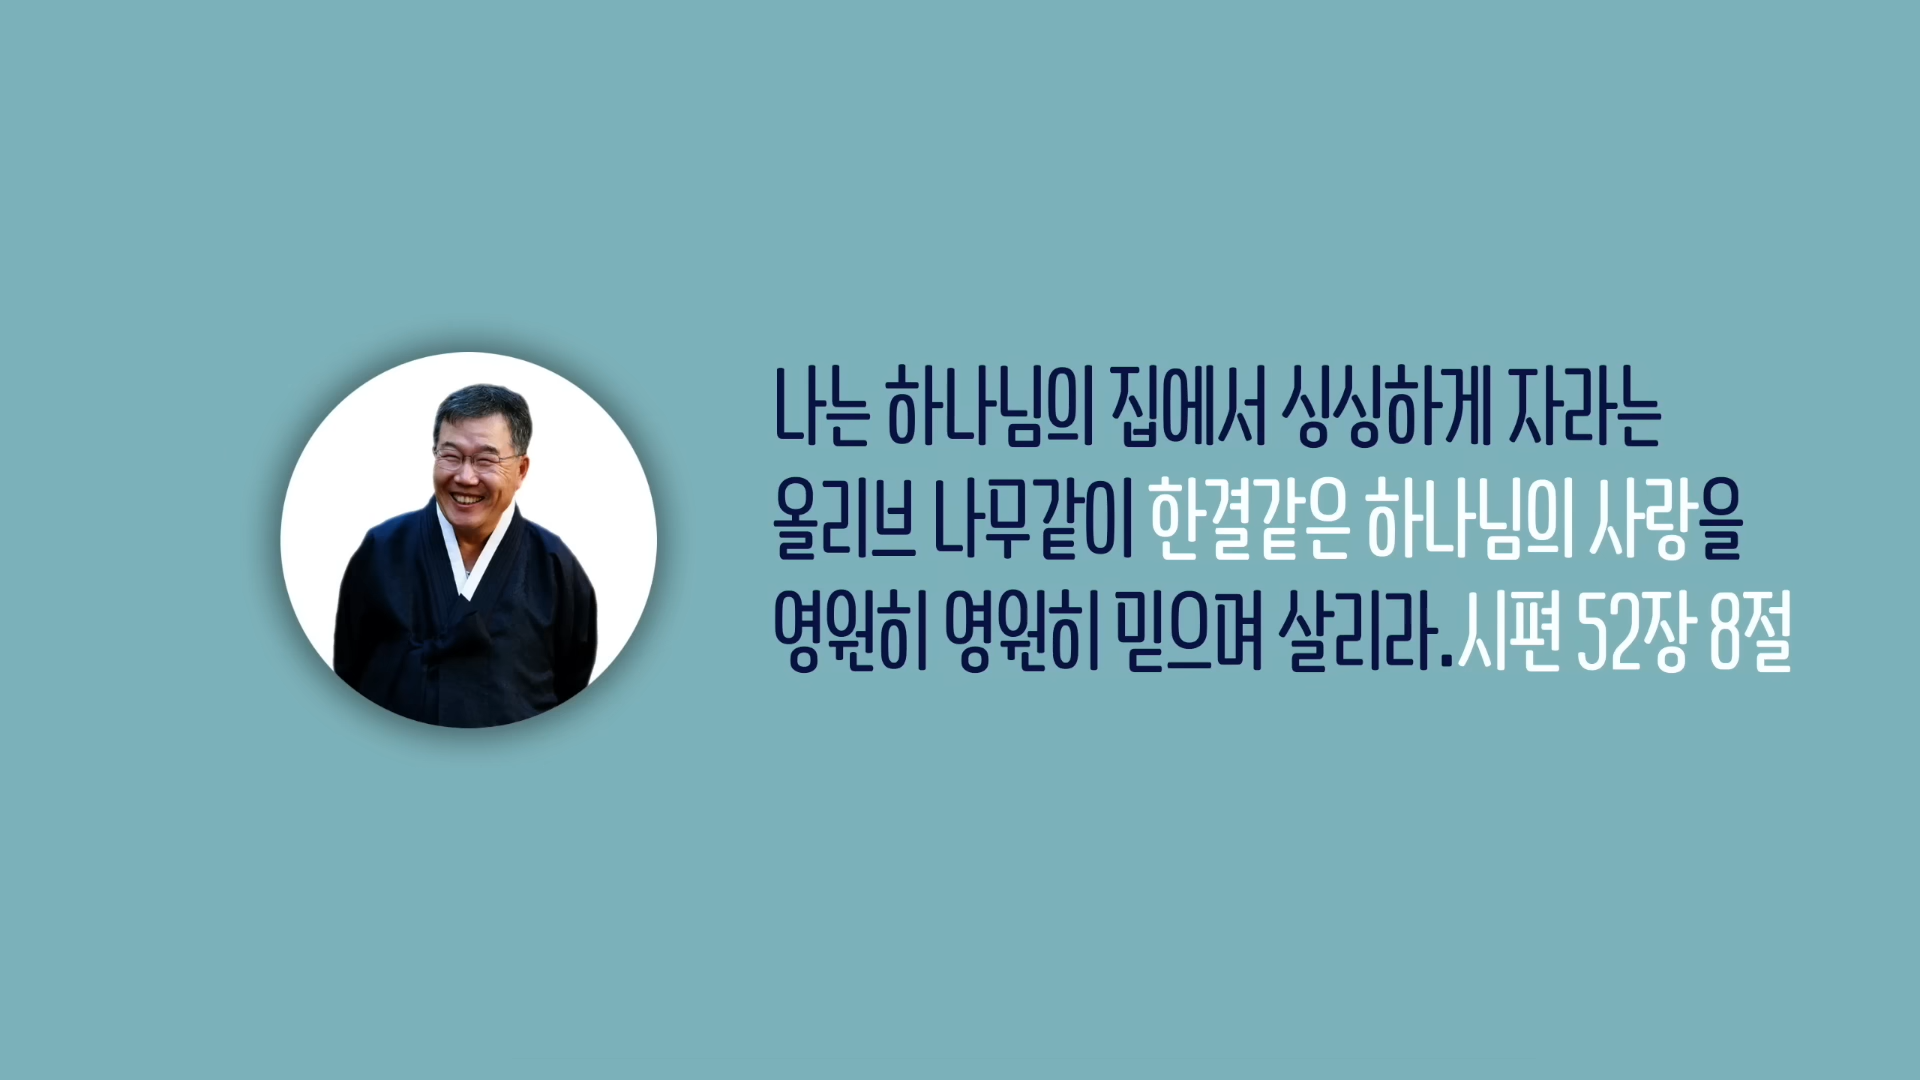 나는 하나님의 집에서 싱싱하게 자라는
올리브 나무같이 한결같은 하나님의 사랑을
영원히 영원히 믿으며 살리라.시편 52장 8절